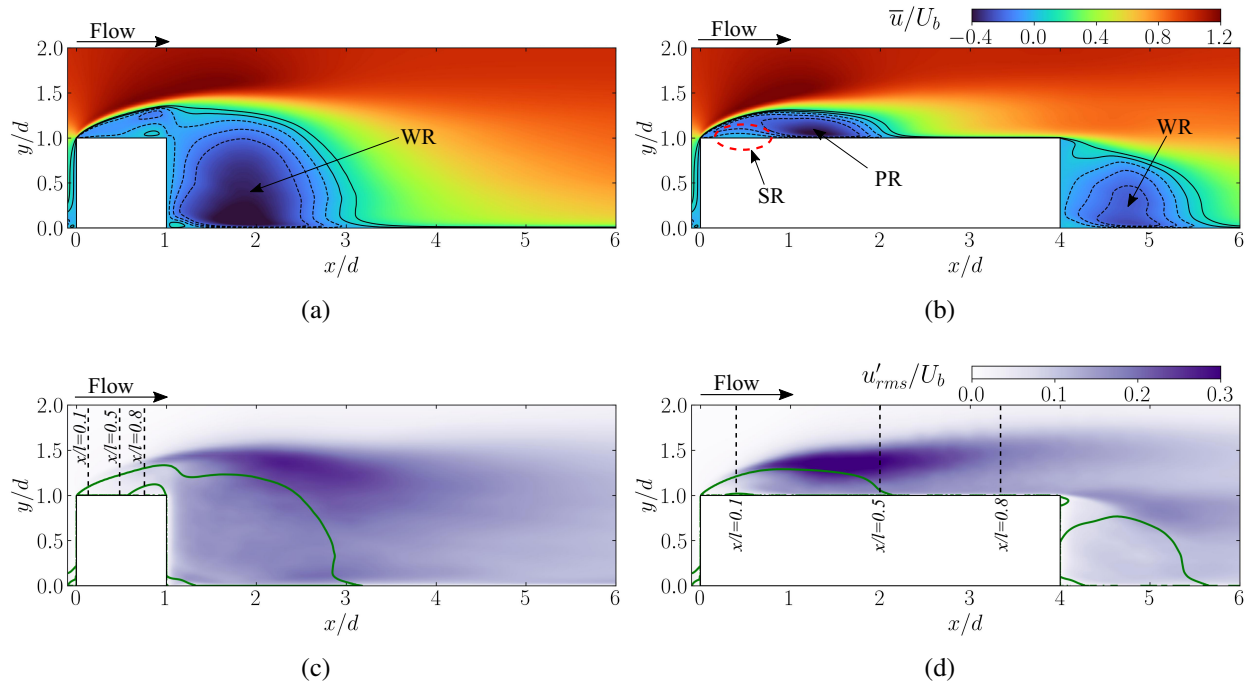 Flow
2.0
1.5
1.0
0.5
0.0
y/d
WR
0 1 2 3 4 5 6
x/d
(a)
Flow
u̅/U_b
−0.4 0.0 0.4 0.8 1.2
2.0
1.5
1.0
0.5
0.0
y/d
SR
PR
WR
0 1 2 3 4 5 6
x/d
(b)
Flow
2.0
1.5
1.0
0.5
0.0
y/d
x/l=0.1
x/l=0.5
x/l=0.8
0 1 2 3 4 5 6
x/d
(c)
Flow
u′_rms/U_b
0.0 0.1 0.2 0.3
2.0
1.5
1.0
0.5
0.0
y/d
x/l=0.1
x/l=0.5
x/l=0.8
0 1 2 3 4 5 6
x/d
(d)